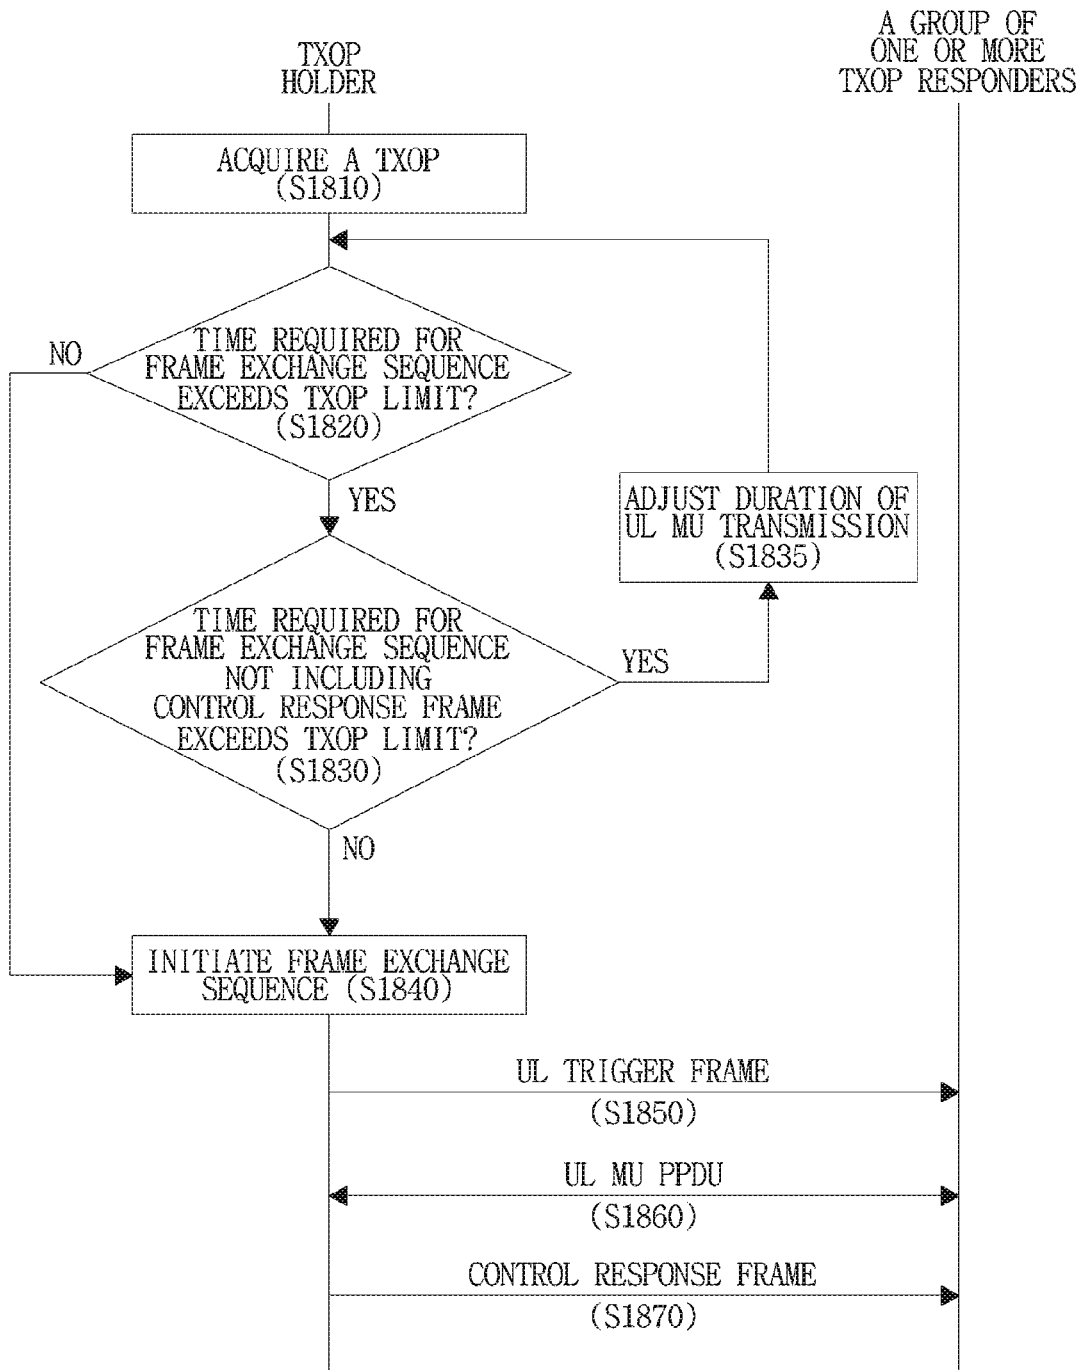 TXOP
HOLDER
A GROUP OF
ONE OR MORE
TXOP RESPONDERS
ACQUIRE A TXOP
(S1810)
TIME REQUIRED FOR
FRAME EXCHANGE SEQUENCE
EXCEEDS TXOP LIMIT?
(S1820)
NO
YES
ADJUST DURATION OF
UL MU TRANSMISSION
(S1835)
TIME REQUIRED FOR
FRAME EXCHANGE SEQUENCE
NOT INCLUDING
CONTROL RESPONSE FRAME
EXCEEDS TXOP LIMIT?
(S1830)
YES
NO
INITIATE FRAME EXCHANGE
SEQUENCE (S1840)
UL TRIGGER FRAME
(S1850)
UL MU PPDU
(S1860)
CONTROL RESPONSE FRAME
(S1870)